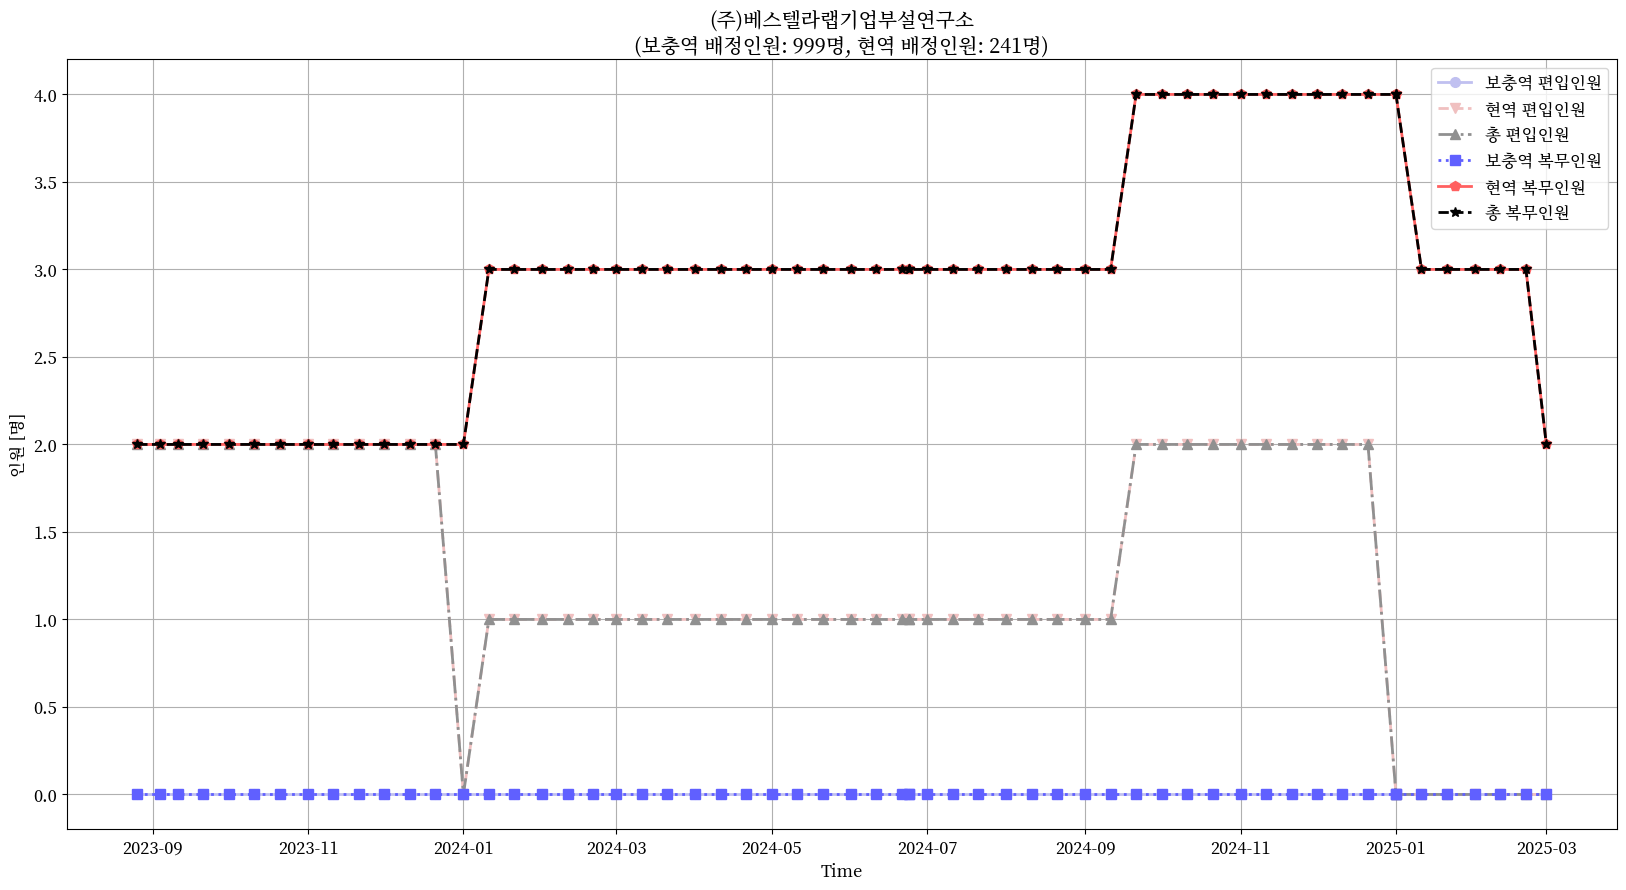 (주)베스텔라랩기업부설연구소
(보충역 배정인원: 999명, 현역 배정인원: 241명)
보충역 편입인원
현역 편입인원
총 편입인원
보충역 복무인원
현역 복무인원
총 복무인원
인원 [명]
4.0
3.5
3.0
2.5
2.0
1.5
1.0
0.5
0.0
2023-09 2023-11 2024-01 2024-03 2024-05 2024-07 2024-09 2024-11 2025-01 2025-03
Time